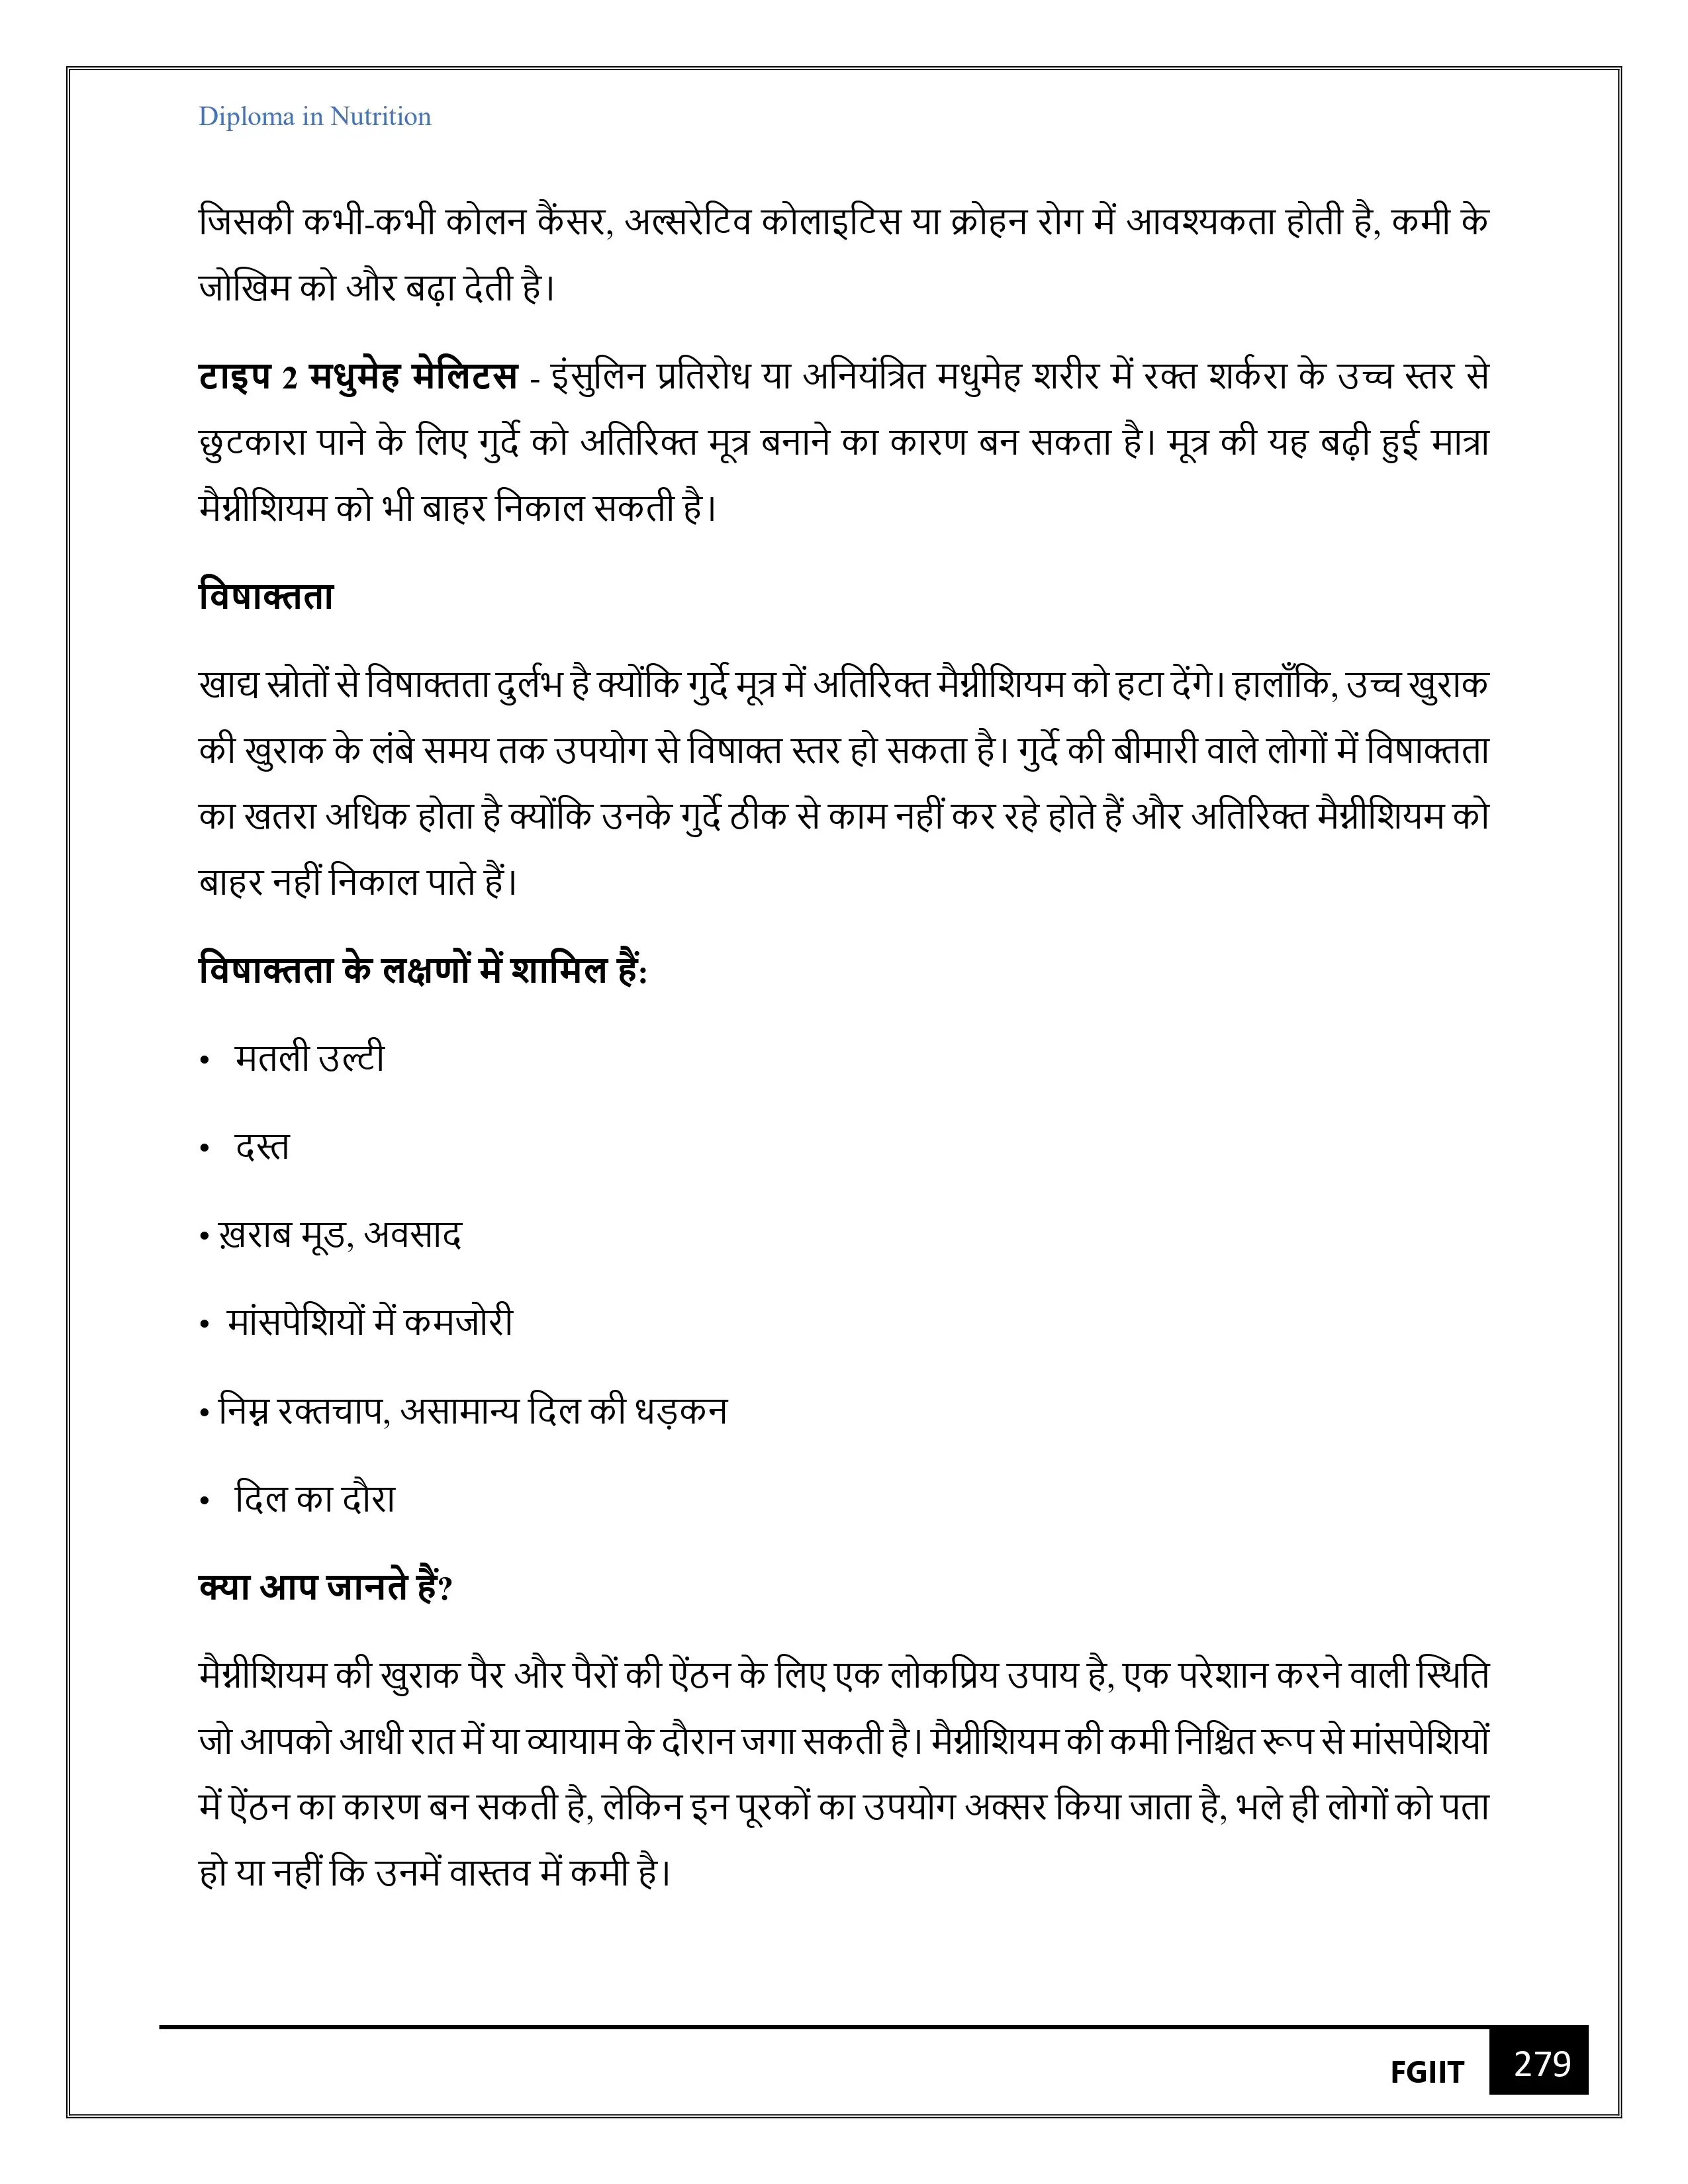 Diploma in Nutrition
जिसकी कभी-कभी कोलन कैंसर, अल्सरेटिव कोलाइटिस या क्रोहन रोग में आवश्यकता होती है, कमी के
जोखिम को और बढ़ा देती है।
टाइप 2 मधुमेह मेलिटस - इंसुलिन प्रतिरोध या अनियंत्रित मधुमेह शरीर में रक्त शर्करा के उच्च स्तर से
छुटकारा पाने के लिए गुर्दे को अतिरिक्त मूत्र बनाने का कारण बन सकता है। मूत्र की यह बढ़ी हुई मात्रा
मैग्नीशियम को भी बाहर निकाल सकती है।
विषाक्तता
खाद्य स्रोतों से विषाक्तता दुर्लभ है क्योंकि गुर्दे मूत्र में अतिरिक्त मैग्नीशियम को हटा देंगे। हालाँकि, उच्च खुराक
की खुराक के लंबे समय तक उपयोग से विषाक्त स्तर हो सकता है। गुर्दे की बीमारी वाले लोगों में विषाक्तता
का खतरा अधिक होता है क्योंकि उनके गुर्दे ठीक से काम नहीं कर रहे होते हैं और अतिरिक्त मैग्नीशियम को
बाहर नहीं निकाल पाते हैं।
विषाक्तता के लक्षणों में शामिल हैं:
• मतली उल्टी
• दस्त
• ख़राब मूड, अवसाद
• मांसपेशियों में कमजोरी
• निम्न रक्तचाप, असामान्य दिल की धड़कन
• दिल का दौरा
क्या आप जानते हैं?
मैग्नीशियम की खुराक पैर और पैरों की ऐंठन के लिए एक लोकप्रिय उपाय है, एक परेशान करने वाली स्थिति
जो आपको आधी रात में या व्यायाम के दौरान जगा सकती है। मैग्नीशियम की कमी निश्चित रूप से मांसपेशियों
में ऐंठन का कारण बन सकती है, लेकिन इन पूरकों का उपयोग अक्सर किया जाता है, भले ही लोगों को पता
हो या नहीं कि उनमें वास्तव में कमी है।
FGIIT 279